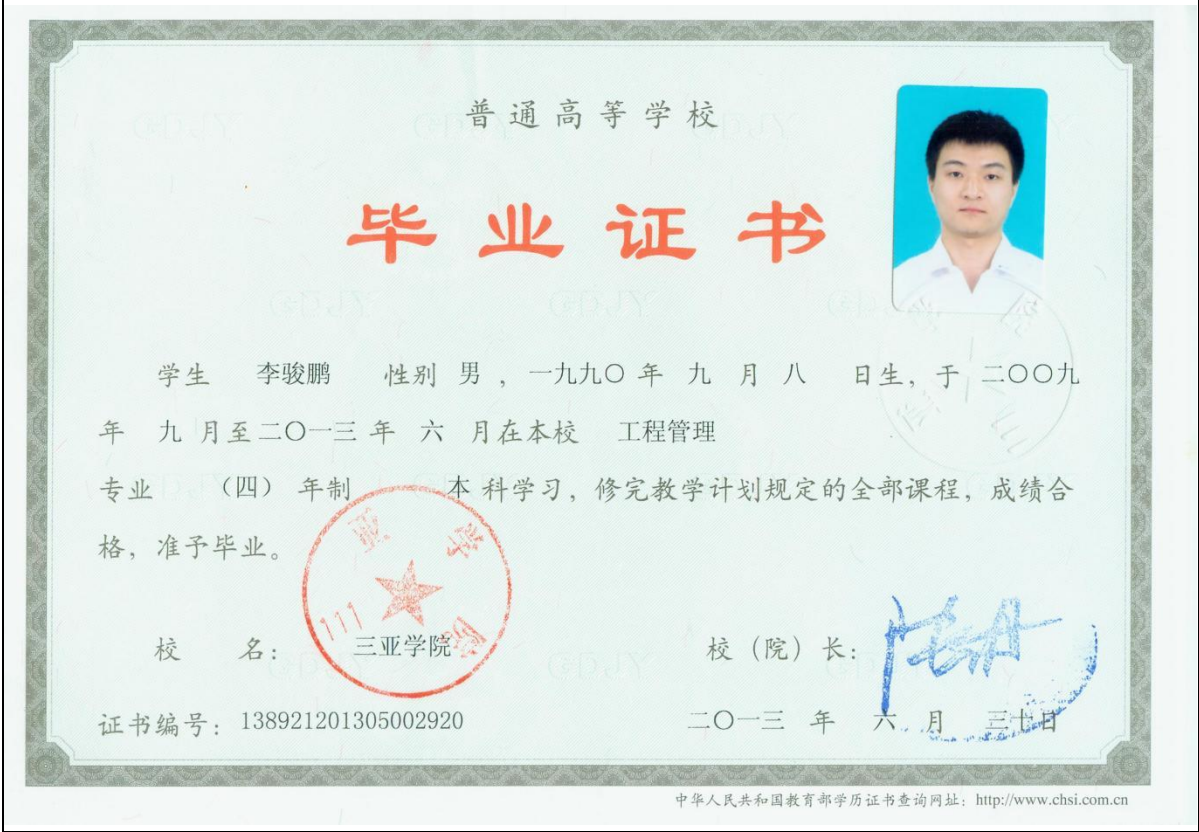 普通高等学校
毕业证书
学生 李骏鹏 性别 男 ，一九九〇 年 九 月 八 日生，于 二〇〇九
年 九 月至 二〇一三 年 六 月在本校 工程管理
专业 （四） 年制 本 科学习，修完教学计划规定的全部课程，成绩合
格，准予毕业。
三亚学院
校 名： 三亚学院 校（院）长：
证书编号： 138921201305002920 二〇一三 年 六 月 三十日
中华人民共和国教育部学历证书查询网址：http://www.chsi.com.cn